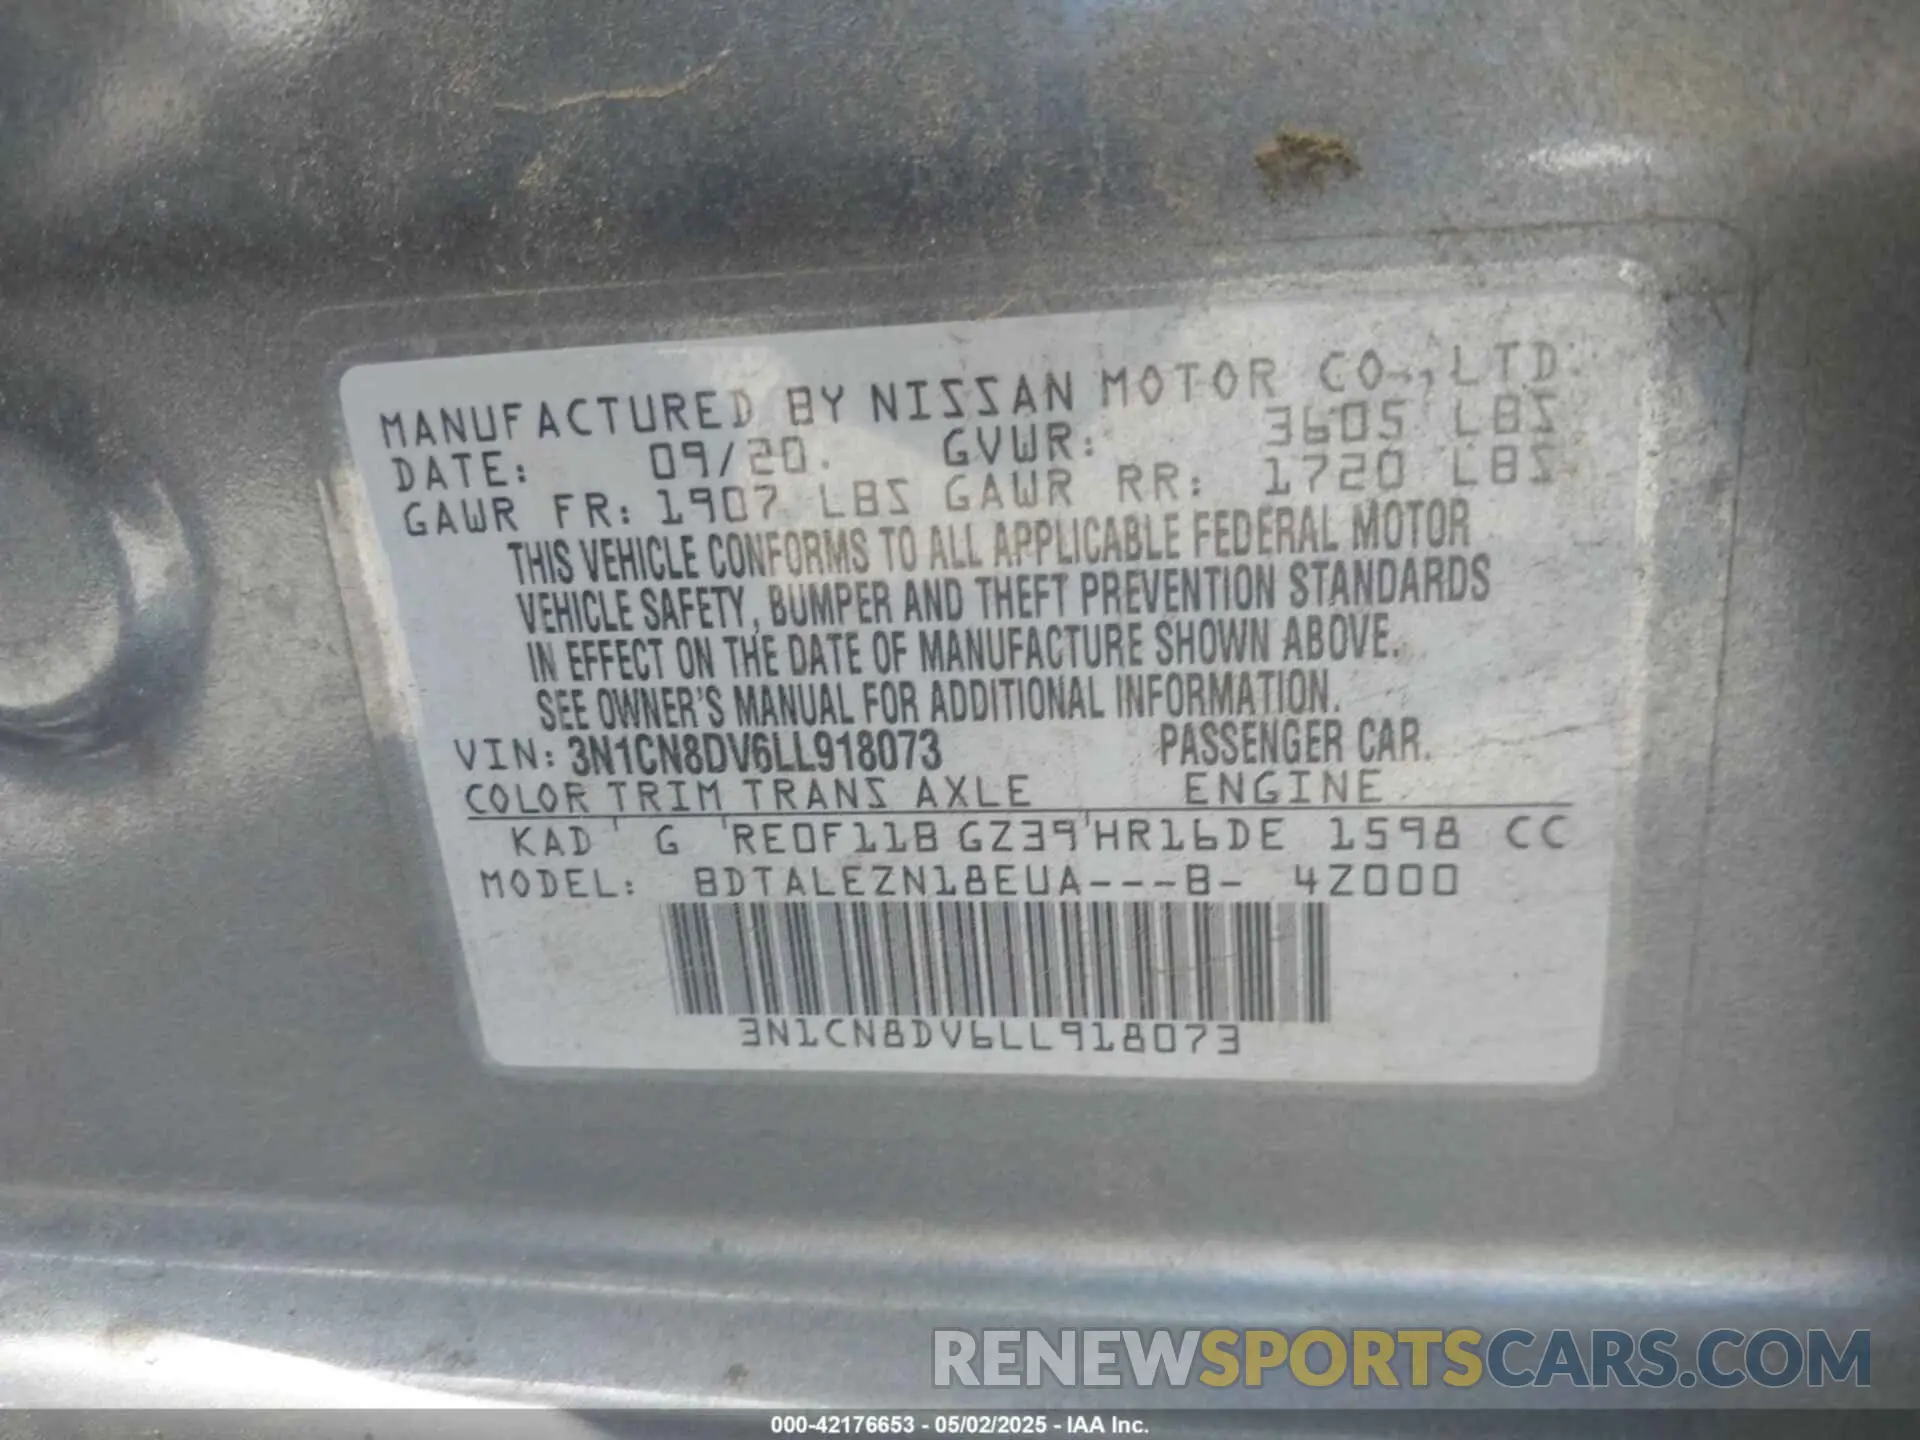 MANUFACTURED BY NISSAN MOTOR CO., LTD.
DATE: 09/20. GVWR: 3605 LBS
GAWR FR: 1907 LBS GAWR RR: 1720 LBS
THIS VEHICLE CONFORMS TO ALL APPLICABLE FEDERAL MOTOR
VEHICLE SAFETY, BUMPER AND THEFT PREVENTION STANDARDS
IN EFFECT ON THE DATE OF MANUFACTURE SHOWN ABOVE.
SEE OWNER'S MANUAL FOR ADDITIONAL INFORMATION.
VIN: 3N1CN8DV6LL918073 PASSENGER CAR.
COLOR TRIM TRANS AXLE ENGINE
KAD G RE0F11B GZ39 HR16DE 1598 CC
MODEL: BDTALEZN18EUA---B- 4Z000
3N1CN8DV6LL918073
RENEWSPORTSCARS.COM
000-42176653 - 05/02/2025 - IAA Inc.